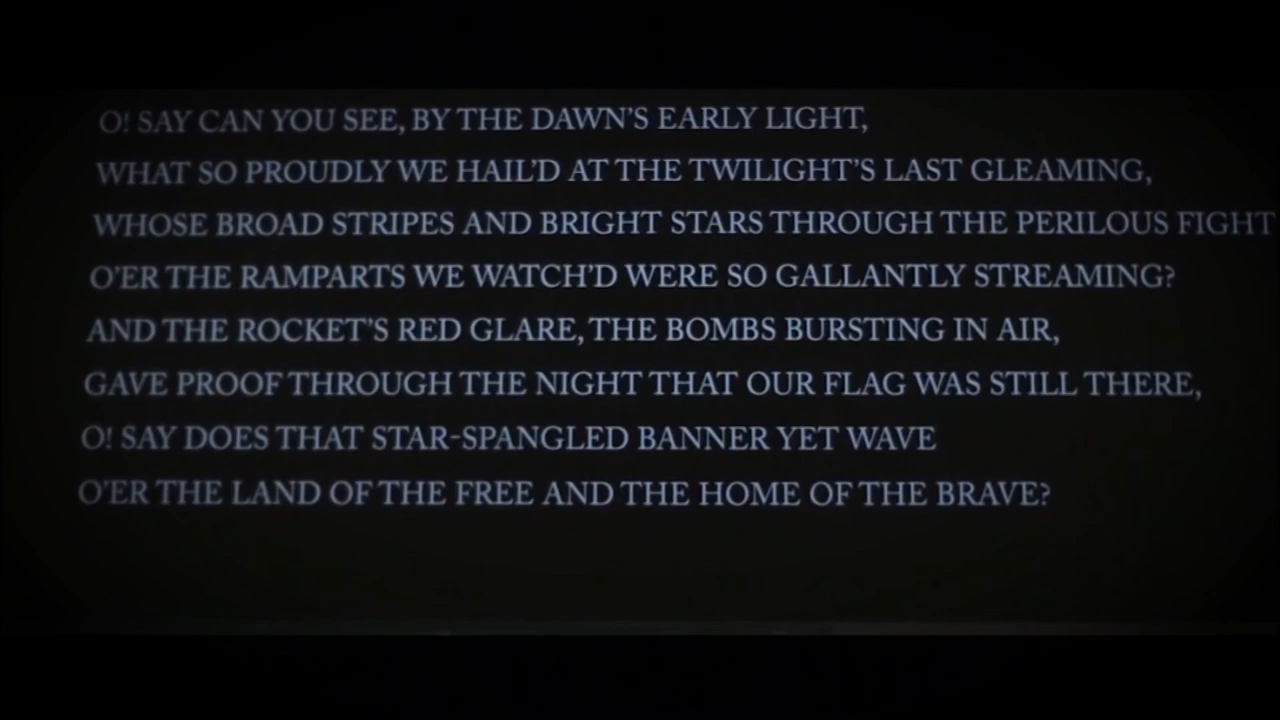 O! SAY CAN YOU SEE, BY THE DAWN'S EARLY LIGHT,
WHAT SO PROUDLY WE HAIL'D AT THE TWILIGHT'S LAST GLEAMING,
WHOSE BROAD STRIPES AND BRIGHT STARS THROUGH THE PERILOUS FIGHT
O'ER THE RAMPARTS WE WATCH'D WERE SO GALLANTLY STREAMING?
AND THE ROCKET'S RED GLARE, THE BOMBS BURSTING IN AIR,
GAVE PROOF THROUGH THE NIGHT THAT OUR FLAG WAS STILL THERE,
O! SAY DOES THAT STAR-SPANGLED BANNER YET WAVE
O'ER THE LAND OF THE FREE AND THE HOME OF THE BRAVE?